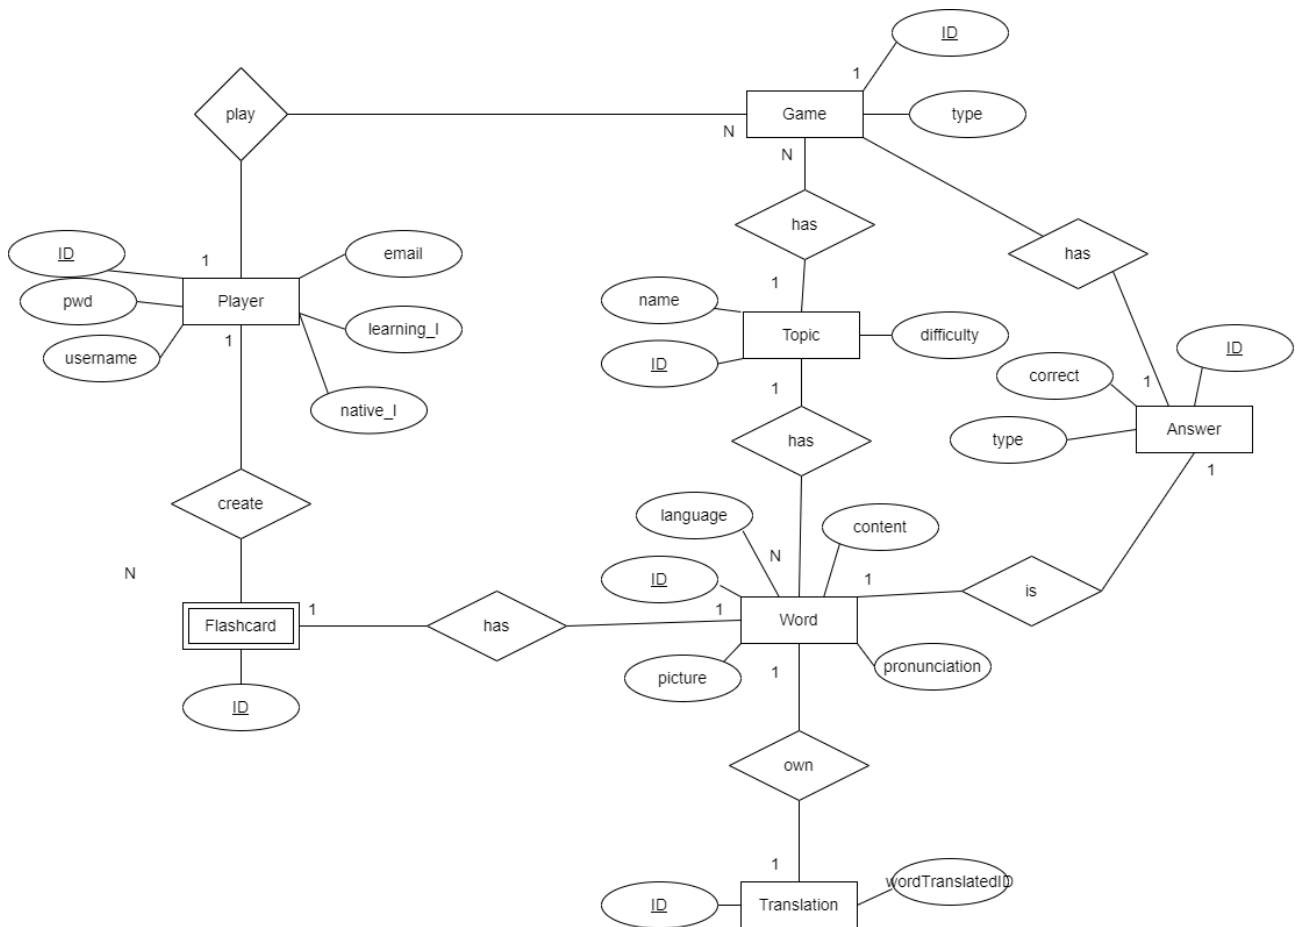 ID
1
play
Game
type
N
N
has
ID
email
1
has
pwd
Player
1
name
learning_l
username
1
Topic
difficulty
ID
ID
correct
1
1
native_l
type
Answer
has
1
create
language
content
N
N
ID
1
is
1
1
Flashcard
has
Word
picture
1
pronunciation
ID
own
1
wordTranslatedID
ID
Translation